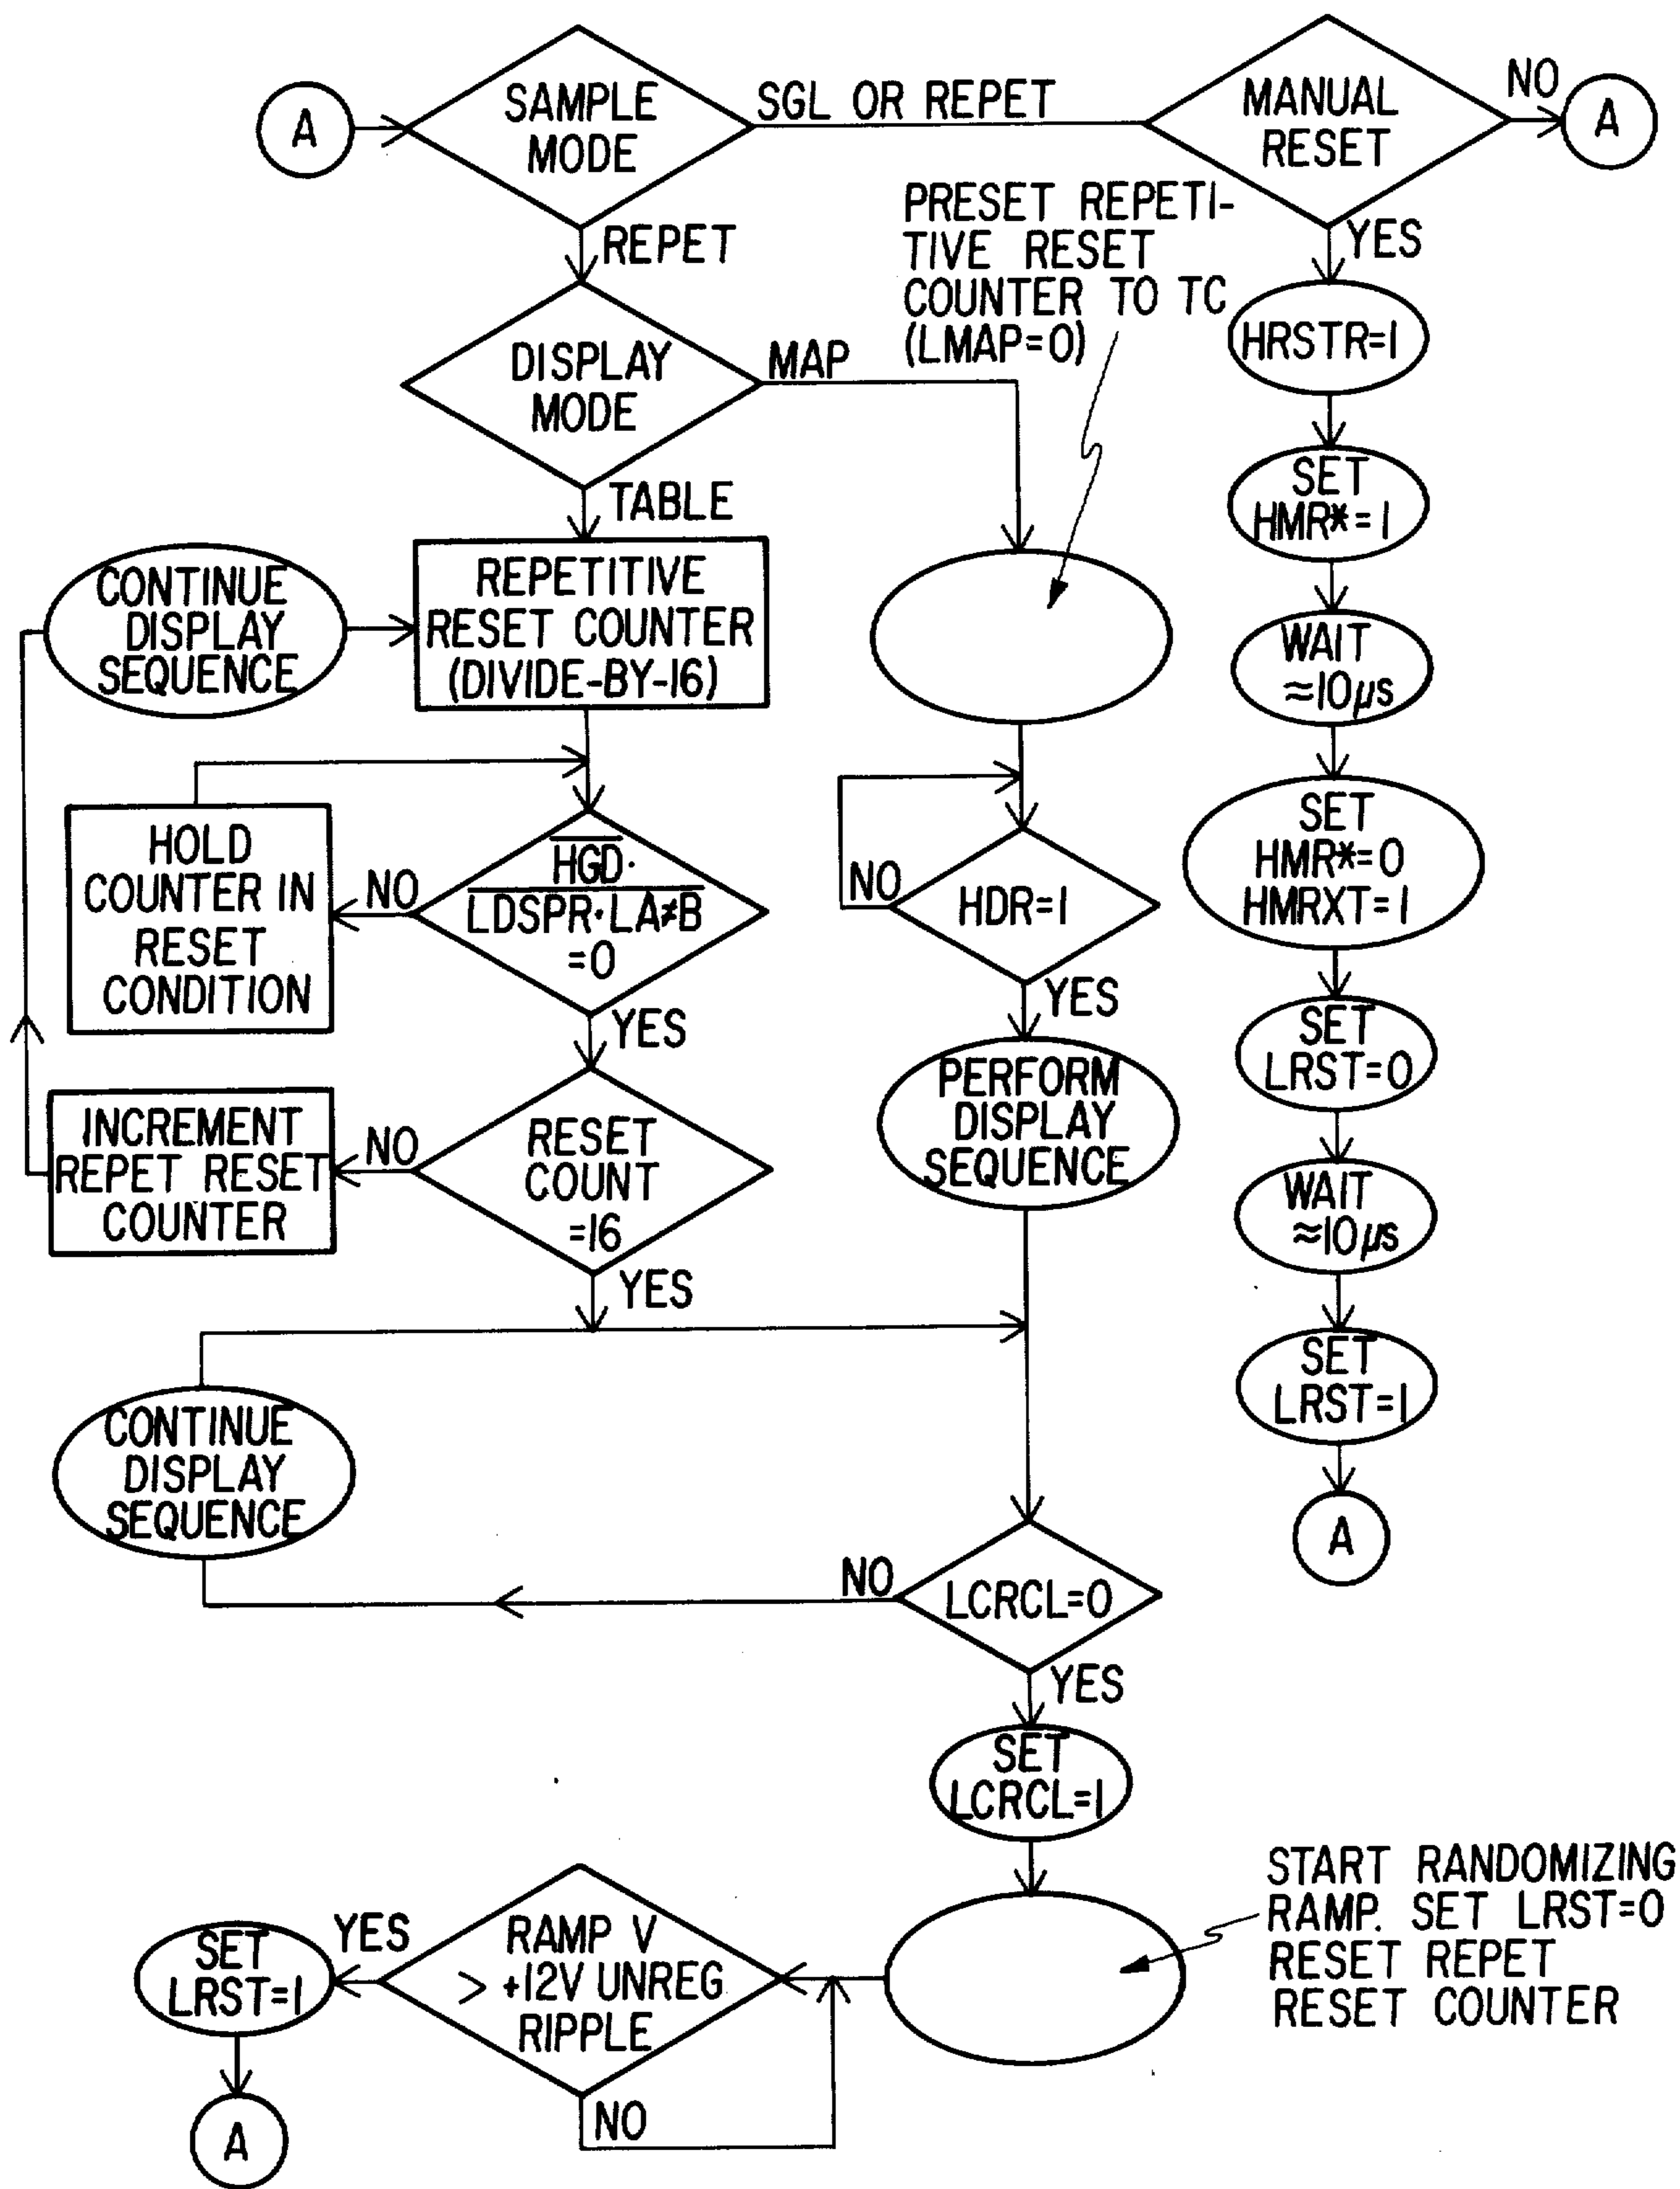 A
SAMPLE
MODE
SGL OR REPET
MANUAL
RESET
NO
A
REPET
YES
PRESET REPETI-
TIVE RESET
COUNTER TO TC
(LMAP=0)
DISPLAY
MODE
MAP
TABLE
HRSTR=1
SET
HMR*=1
WAIT
≈10µs
SET
HMR*=0
HMRXT=1
SET
LRST=0
WAIT
≈10µs
SET
LRST=1
A
CONTINUE
DISPLAY
SEQUENCE
REPETITIVE
RESET COUNTER
(DIVIDE-BY-16)
HOLD
COUNTER IN
RESET
CONDITION
NO
HGD·
LDSPR·LA≠B
=0
YES
NO
HDR=1
YES
PERFORM
DISPLAY
SEQUENCE
INCREMENT
REPET RESET
COUNTER
NO
RESET
COUNT
=16
YES
CONTINUE
DISPLAY
SEQUENCE
NO
LCRCL=0
YES
SET
LCRCL=1
START RANDOMIZING
RAMP. SET LRST=0
RESET REPET
RESET COUNTER
RAMP V
> +12V UNREG
RIPPLE
NO
YES
SET
LRST=1
A